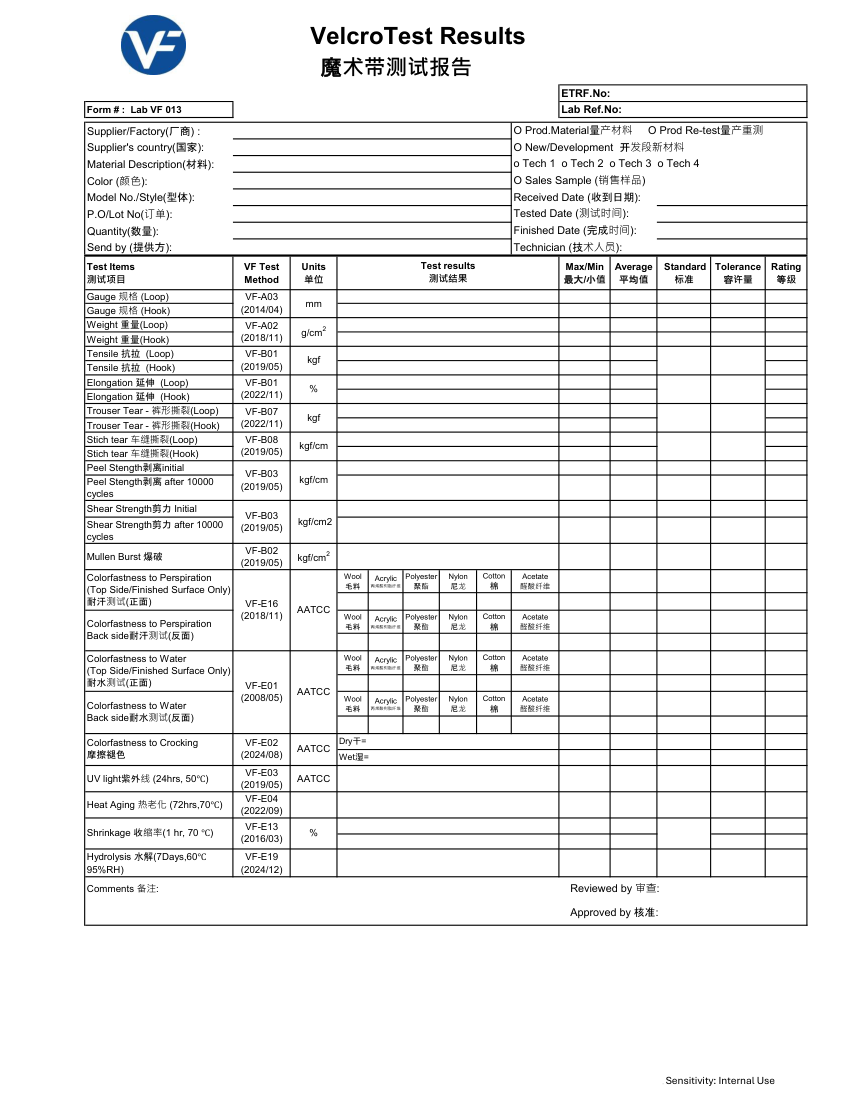 VF
VelcroTest Results
魔术带测试报告
ETRF.No:
Form # : Lab VF 013
Lab Ref.No:
Supplier/Factory(厂商) :
O Prod.Material量产材料 O Prod Re-test量产重测
Supplier's country(国家):
O New/Development 开发段新材料
Material Description(材料):
o Tech 1 o Tech 2 o Tech 3 o Tech 4
Color (颜色):
O Sales Sample (销售样品)
Model No./Style(型体):
Received Date (收到日期):
P.O/Lot No(订单):
Tested Date (测试时间):
Quantity(数量):
Finished Date (完成时间):
Send by (提供方):
Technician (技术人员):
Test Items VF Test Units Test results Max/Min Average Standard Tolerance Rating
测试项目 Method 单位 测试结果 最大/小值 平均值 标准 容许量 等级
Gauge 规格 (Loop)
Gauge 规格 (Hook)
VF-A03
(2014/04)
mm
Weight 重量(Loop)
Weight 重量(Hook)
VF-A02
(2018/11)
g/cm2
Tensile 抗拉 (Loop)
Tensile 抗拉 (Hook)
VF-B01
(2019/05)
kgf
Elongation 延伸 (Loop)
Elongation 延伸 (Hook)
VF-B01
(2022/11)
%
Trouser Tear - 裤形撕裂(Loop)
Trouser Tear - 裤形撕裂(Hook)
VF-B07
(2022/11)
kgf
Stich tear 车缝撕裂(Loop)
Stich tear 车缝撕裂(Hook)
VF-B08
(2019/05)
kgf/cm
Peel Stength剥离initial
Peel Stength剥离 after 10000
cycles
VF-B03
(2019/05)
kgf/cm
Shear Strength剪力 Initial
Shear Strength剪力 after 10000
cycles
VF-B03
(2019/05)
kgf/cm2
Mullen Burst 爆破
VF-B02
(2019/05)
kgf/cm2
Colorfastness to Perspiration
(Top Side/Finished Surface Only)
耐汗测试(正面)
Colorfastness to Perspiration
Back side耐汗测试(反面)
VF-E16
(2018/11)
AATCC
Wool Acrylic Polyester Nylon Cotton Acetate
毛料 聚酯 尼龙 棉 醋酸纤维
Wool Acrylic Polyester Nylon Cotton Acetate
毛料 聚酯 尼龙 棉 醋酸纤维
Colorfastness to Water
(Top Side/Finished Surface Only)
耐水测试(正面)
Colorfastness to Water
Back side耐水测试(反面)
VF-E01
(2008/05)
AATCC
Wool Acrylic Polyester Nylon Cotton Acetate
毛料 聚酯 尼龙 棉 醋酸纤维
Wool Acrylic Polyester Nylon Cotton Acetate
毛料 聚酯 尼龙 棉 醋酸纤维
Colorfastness to Crocking
摩擦褪色
VF-E02
(2024/08)
AATCC
Dry干=
Wet湿=
UV light紫外线 (24hrs, 50℃)
VF-E03
(2019/05)
AATCC
Heat Aging 热老化 (72hrs,70℃)
VF-E04
(2022/09)
Shrinkage 收缩率(1 hr, 70 ℃)
VF-E13
(2016/03)
%
Hydrolysis 水解(7Days,60℃
95%RH)
VF-E19
(2024/12)
Comments 备注:
Reviewed by 审查:
Approved by 核准:
Sensitivity: Internal Use